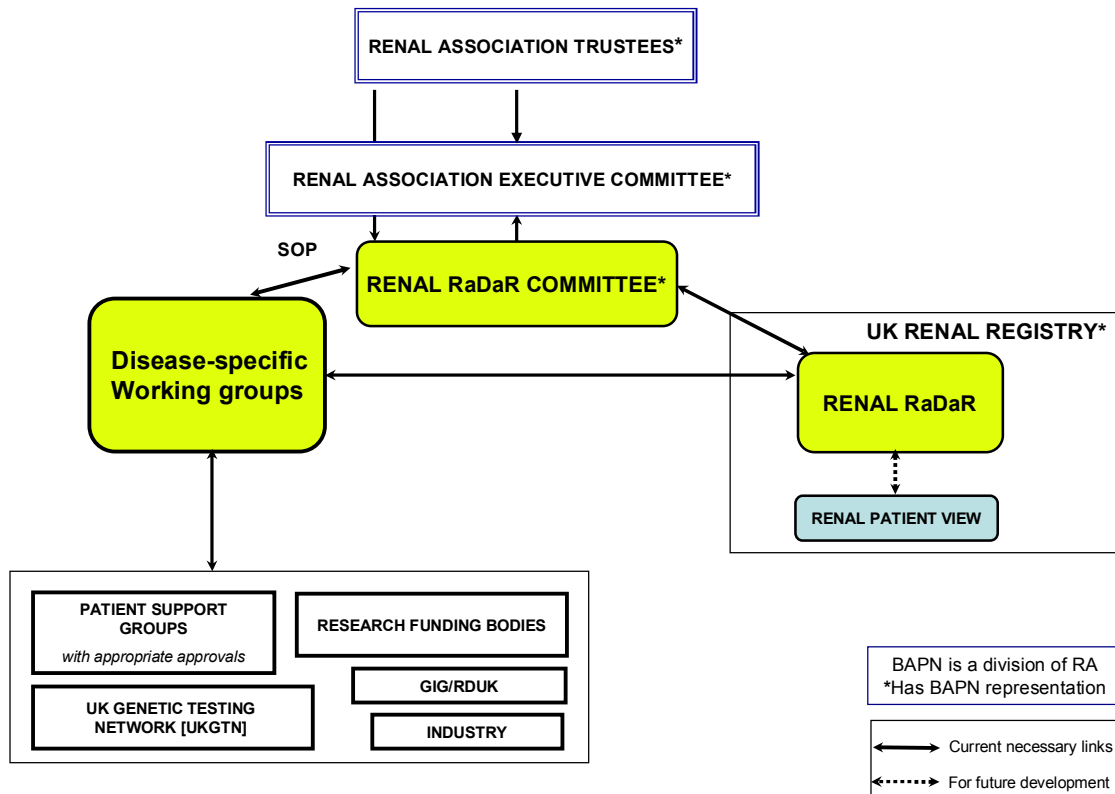 RENAL ASSOCIATION TRUSTEES*
RENAL ASSOCIATION EXECUTIVE COMMITTEE*
SOP
RENAL RaDaR COMMITTEE*
UK RENAL REGISTRY*
Disease-specific
Working groups
RENAL RaDaR
RENAL PATIENT VIEW
PATIENT SUPPORT
GROUPS
with appropriate approvals
RESEARCH FUNDING BODIES
GIG/RDUK
UK GENETIC TESTING
NETWORK [UKGTN]
INDUSTRY
BAPN is a division of RA
*Has BAPN representation
Current necessary links
For future development